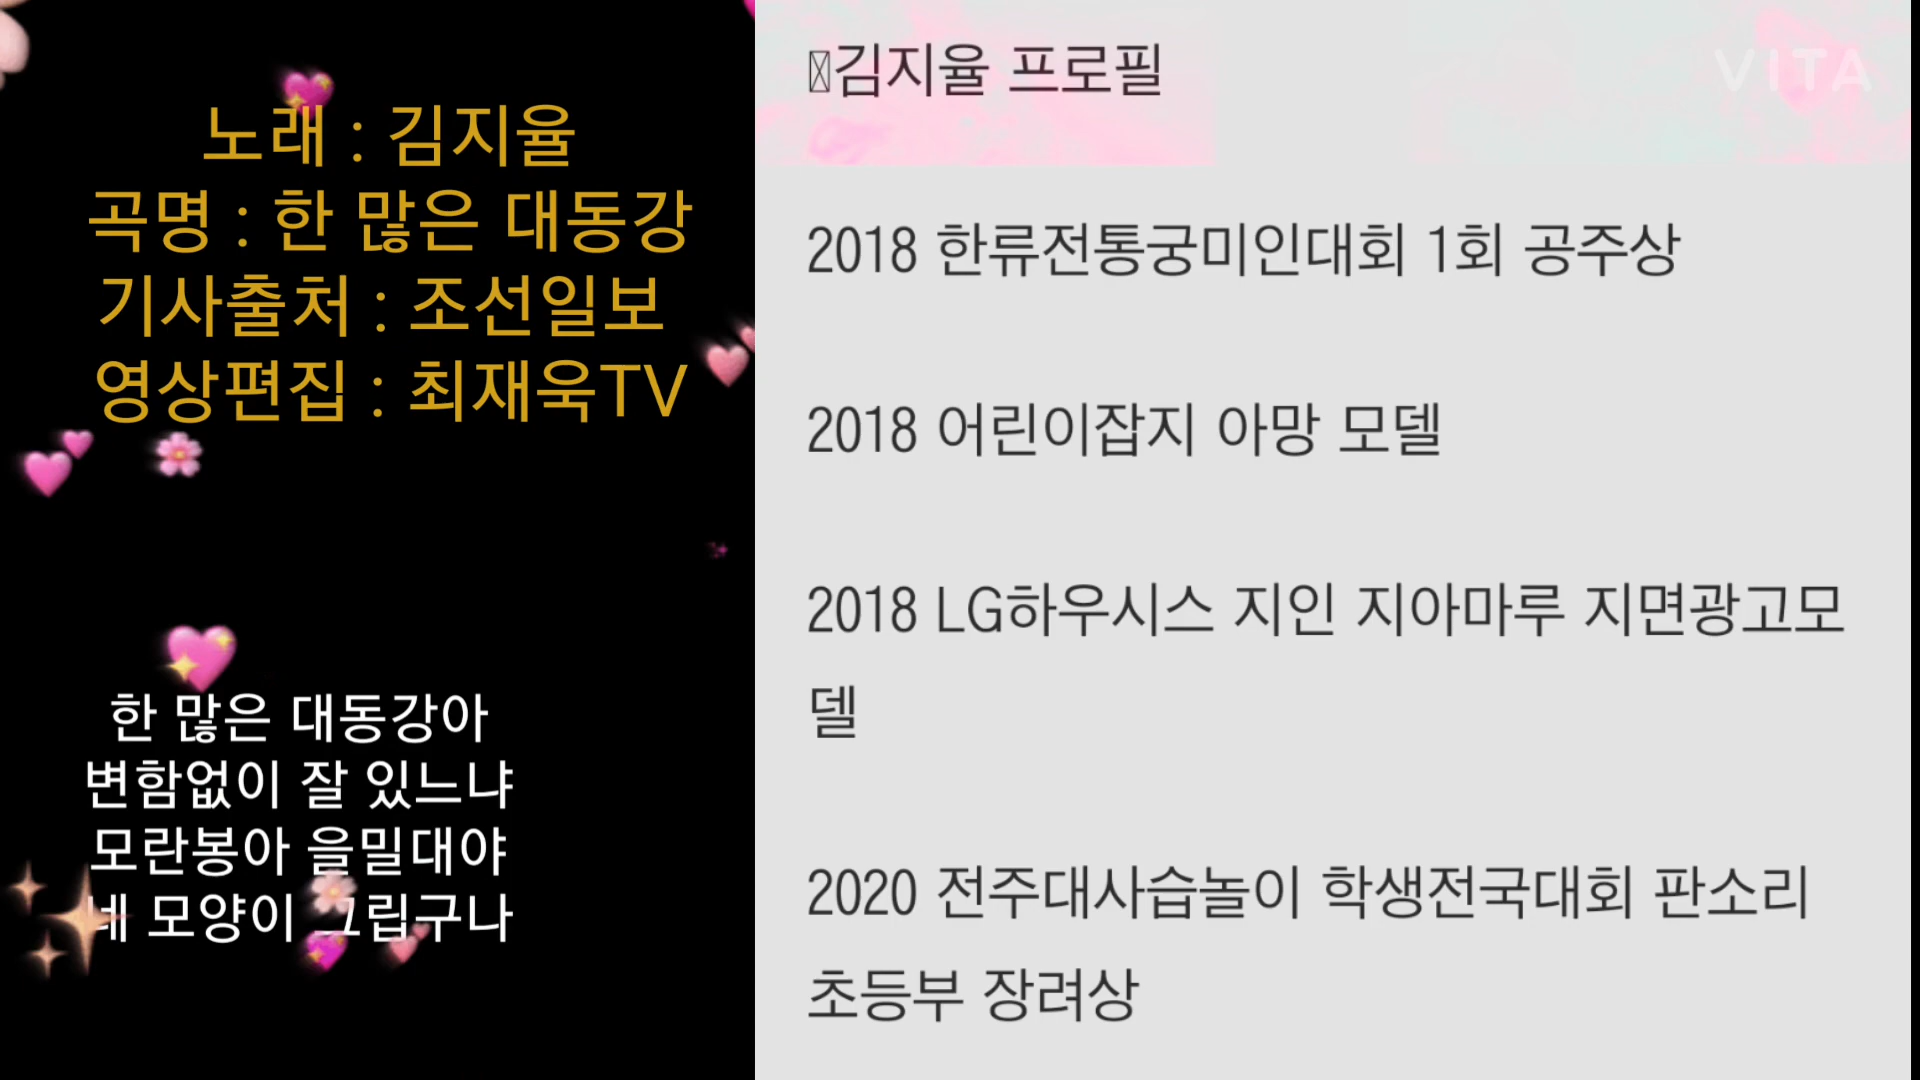 노래 : 김지율
곡명 : 한 많은 대동강
기사출처 : 조선일보
영상편집 : 최재욱TV
한 많은 대동강아
변함없이 잘 있느냐
모란봉아 을밀대야
네 모양이 그립구나
김지율 프로필
VITA
2018 한류전통궁미인대회 1회 공주상
2018 어린이잡지 아망 모델
2018 LG하우시스 지인 지아마루 지면광고모
델
2020 전주대사습놀이 학생전국대회 판소리
초등부 장려상